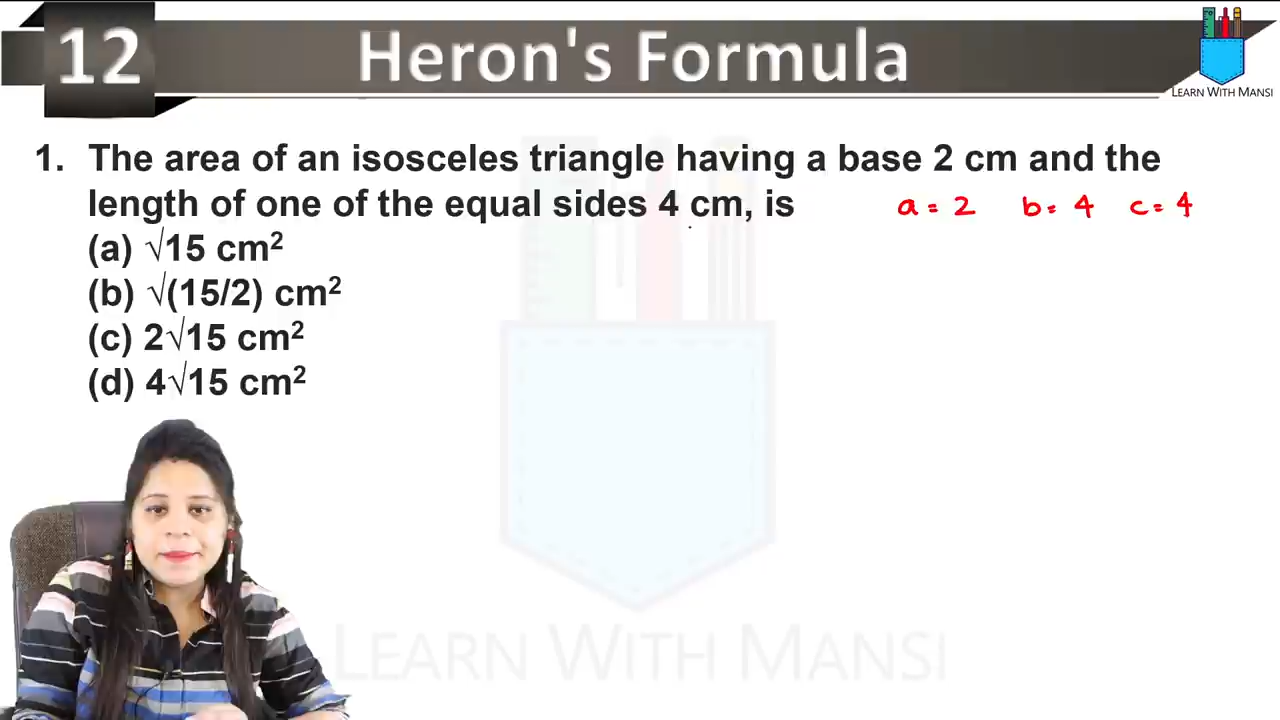 12 Heron's Formula
LEARN WITH MANSI
1. The area of an isosceles triangle having a base 2 cm and the
length of one of the equal sides 4 cm, is a = 2 b = 4 c = 4
(a) √15 cm²
(b) √(15/2) cm²
(c) 2√15 cm²
(d) 4√15 cm²
LEARN WITH MANSI